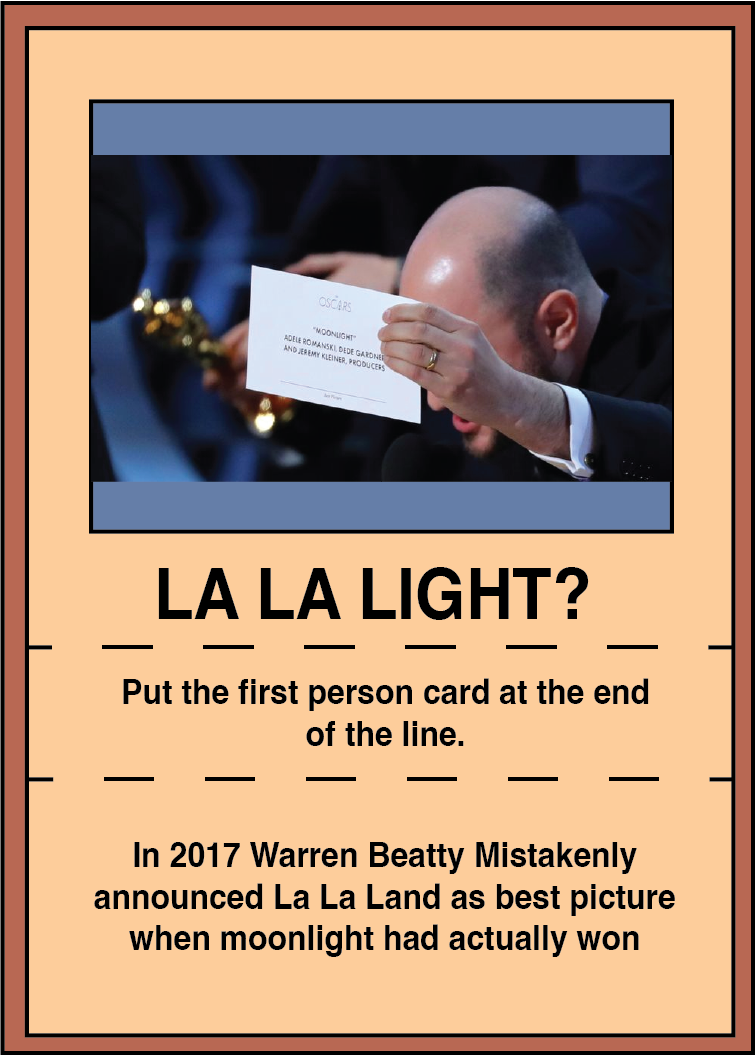 OSCARS
"MOONLIGHT"
ADELE ROMANSKI, DEDE GARDNER
AND JEREMY KLEINER, PRODUCERS
LA LA LIGHT?
Put the first person card at the end
of the line.
In 2017 Warren Beatty Mistakenly
announced La La Land as best picture
when moonlight had actually won